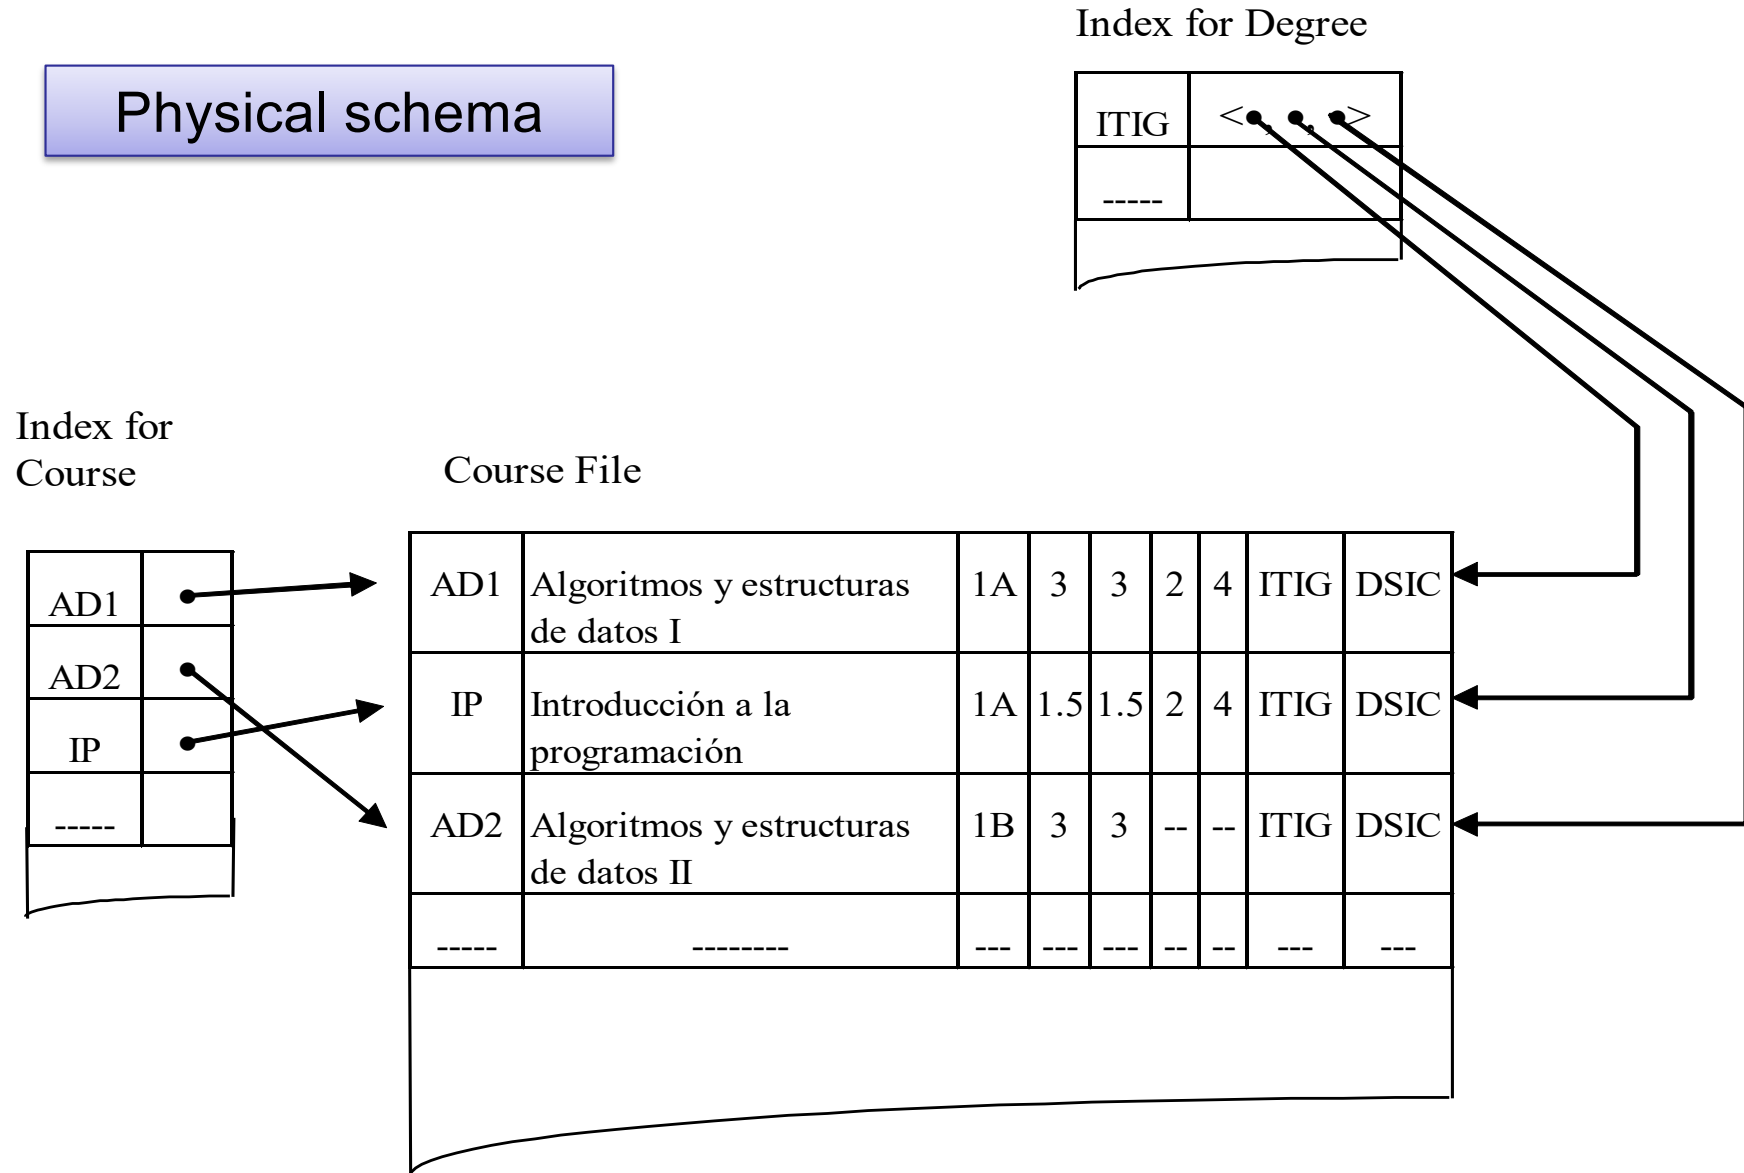 Index for Degree
Physical schema
ITIG <•, •, •>
-----
Index for
Course
Course File
AD1
AD2
IP
-----
AD1 Algoritmos y estructuras de datos I 1A 3 3 2 4 ITIG DSIC
IP Introducción a la programación 1A 1.5 1.5 2 4 ITIG DSIC
AD2 Algoritmos y estructuras de datos II 1B 3 3 -- -- ITIG DSIC
----- -------- --- --- --- -- -- --- ---